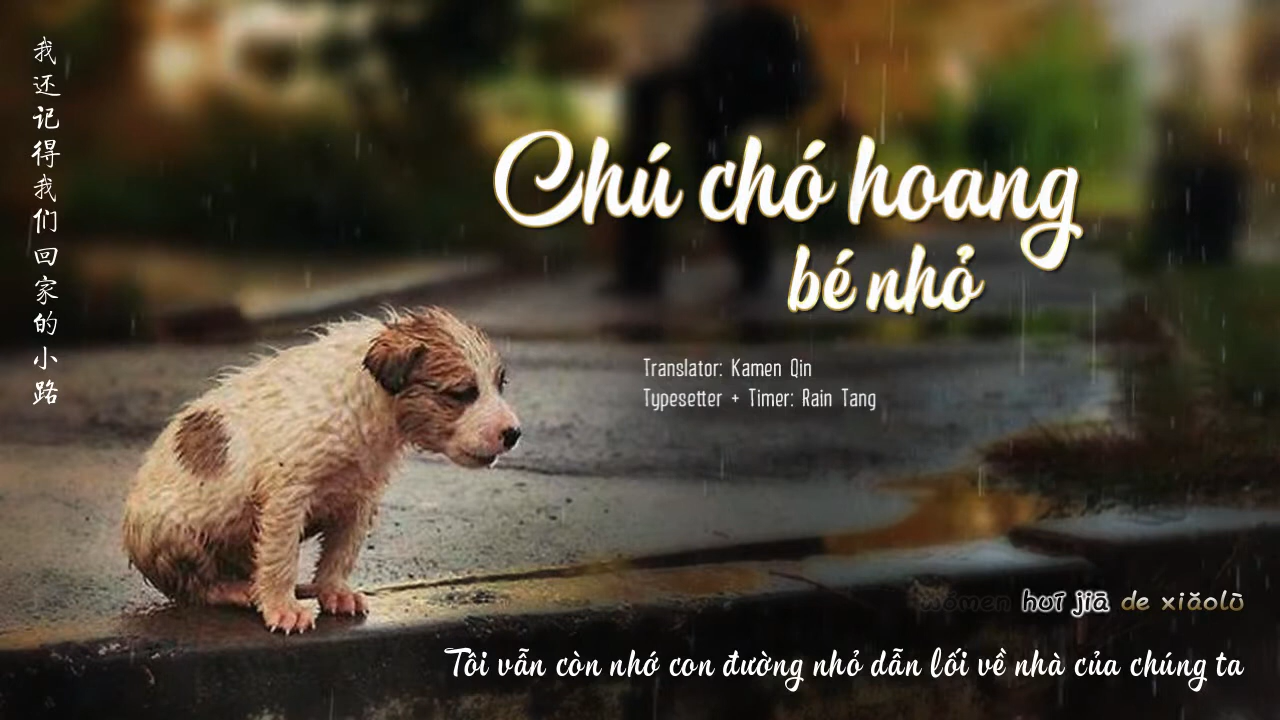 我还记得我们回家的小路
Chú chó hoang
bé nhỏ
Translator: Kamen Qin
Typesetter + Timer: Rain Tang
wǒmen huí jiā de xiǎolù
Tôi vẫn còn nhớ con đường nhỏ dẫn lối về nhà của chúng ta